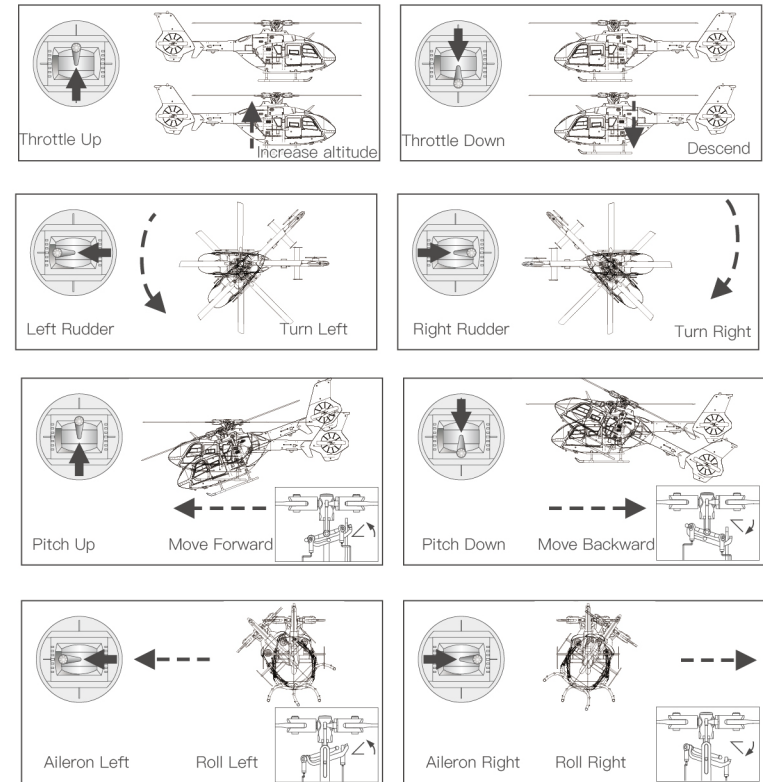 Throttle Up
Increase altitude
Throttle Down
Descend
Left Rudder
Turn Left
Right Rudder
Turn Right
Pitch Up
Move Forward
Pitch Down
Move Backward
Aileron Left
Roll Left
Aileron Right
Roll Right